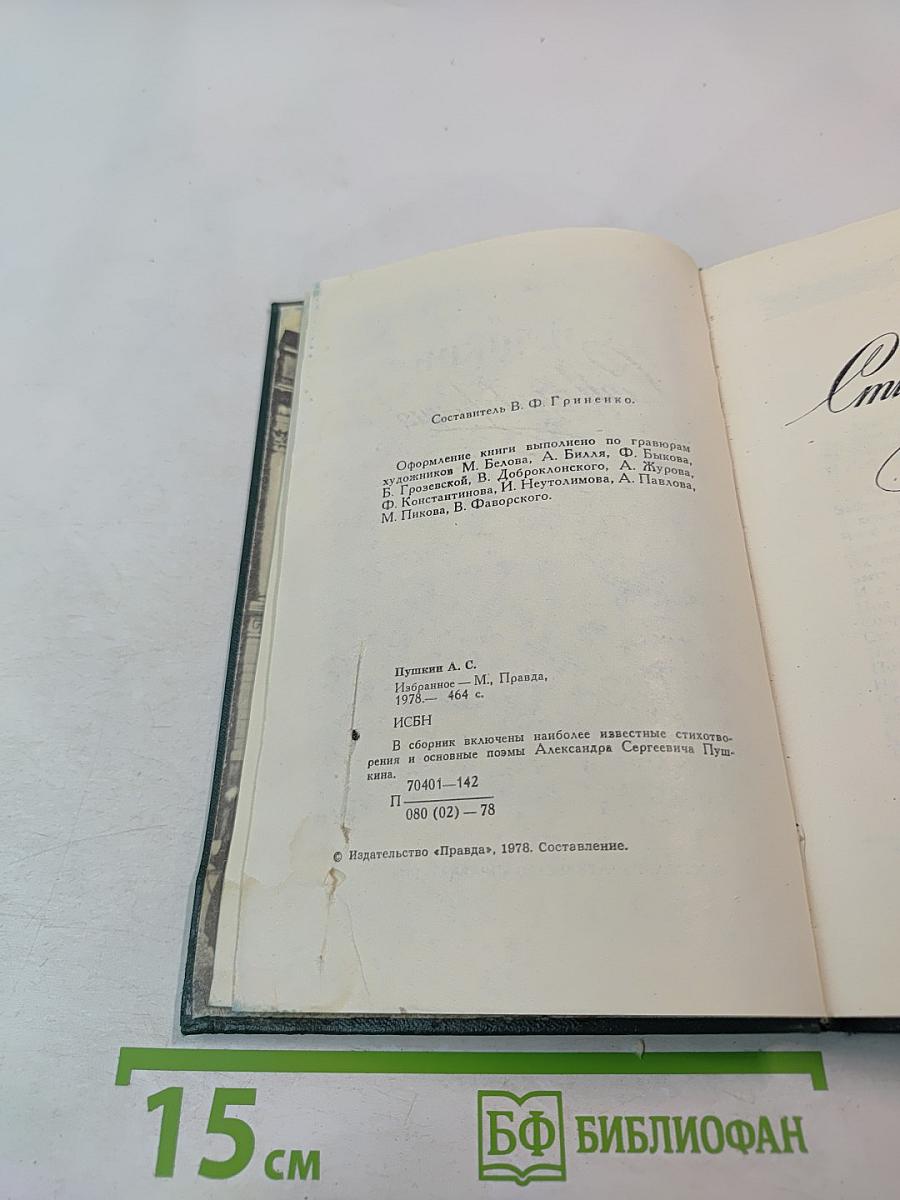 Составитель В. Ф. Гриненко.
Оформление книги выполнено по гравюрам
художников М. Белова, А. Билля, Ф. Быкова,
Б. Грозевской, В. Доброклонского, А. Журова,
Ф. Константинова, И. Неутолимова, А. Павлова,
М. Пикова, В. Фаворского.
Пушкин А. С.
Избранное — М., Правда,
1978.— 464 с.
ИСБН
В сборник включены наиболее известные стихотво-
рения и основные поэмы Александра Сергеевича Пуш-
кина.
70401—142
П
080 (02) — 78
© Издательство «Правда», 1978. Составление.
15 см
БФ БИБЛИОФАН